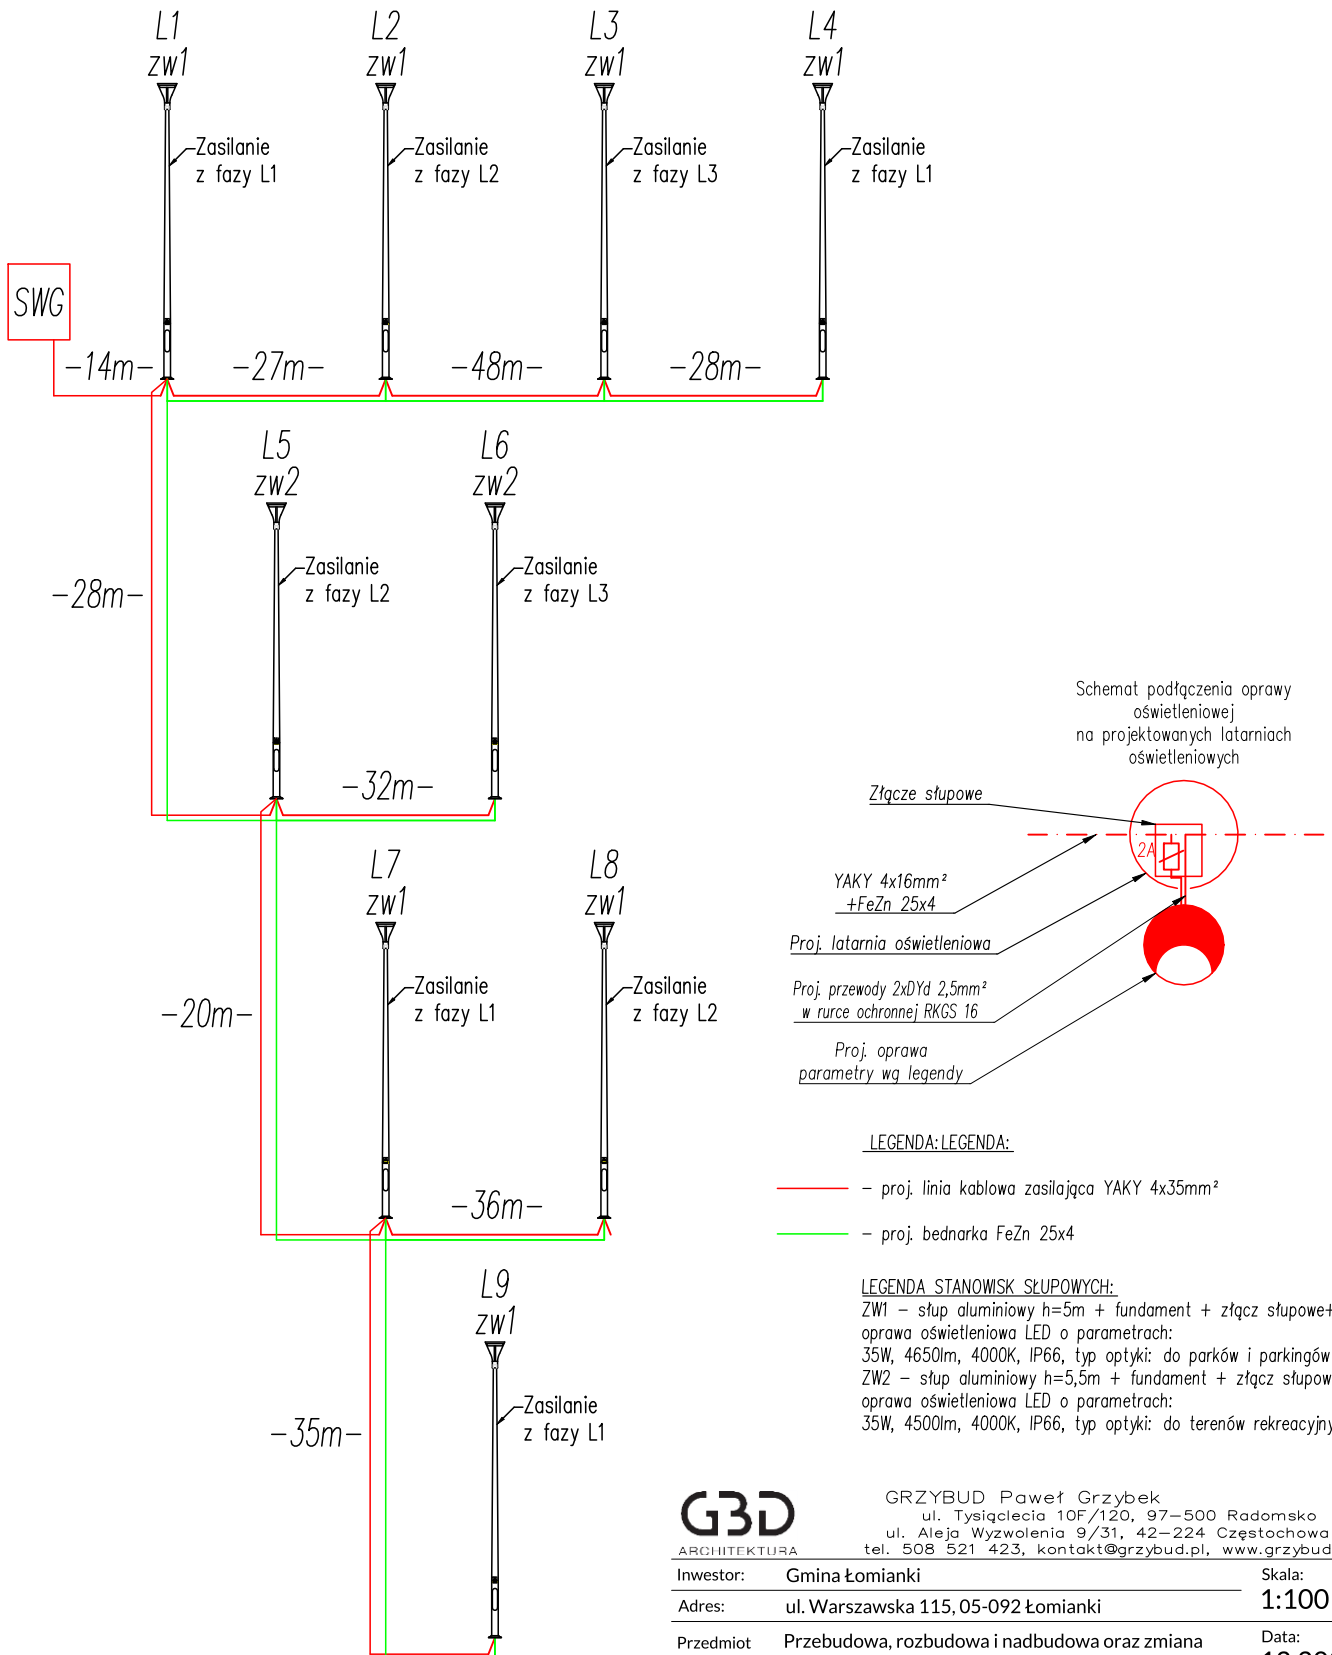 L1
zw1
L2
zw1
L3
zw1
L4
zw1
Zasilanie
z fazy L1
Zasilanie
z fazy L2
Zasilanie
z fazy L3
Zasilanie
z fazy L1
SWG
-14m-
-27m-
-48m-
-28m-
L5
zw2
L6
zw2
Zasilanie
z fazy L2
Zasilanie
z fazy L3
-28m-
-32m-
L7
zw1
L8
zw1
Zasilanie
z fazy L1
Zasilanie
z fazy L2
-20m-
-36m-
L9
zw1
Zasilanie
z fazy L1
-35m-
Schemat podłączenia oprawy
oświetleniowej
na projektowanych latarniach
oświetleniowych
Złącze słupowe
2A
YAKY 4x16mm²
+FeZn 25x4
Proj. latarnia oświetleniowa
Proj. przewody 2xDYd 2,5mm²
w rurce ochronnej RKGS 16
Proj. oprawa
parametry wg legendy
LEGENDA:LEGENDA:
- proj. linia kablowa zasilająca YAKY 4x35mm²
- proj. bednarka FeZn 25x4
LEGENDA STANOWISK SŁUPOWYCH:
ZW1 - słup aluminiowy h=5m + fundament + złącz słupowe+
oprawa oświetleniowa LED o parametrach:
35W, 4650lm, 4000K, IP66, typ optyki: do parków i parkingów
ZW2 - słup aluminiowy h=5,5m + fundament + złącz słupow
oprawa oświetleniowa LED o parametrach:
35W, 4500lm, 4000K, IP66, typ optyki: do terenów rekreacyjny
GBD
ARCHITEKTURA
GRZYBUD Paweł Grzybek
ul. Tysiąclecia 10F/120, 97-500 Radomsko
ul. Aleja Wyzwolenia 9/31, 42-224 Częstochowa
tel. 508 521 423, kontakt@grzybud.pl, www.grzybud
Inwestor: Gmina Łomianki
Skala:
1:100
Adres: ul. Warszawska 115, 05-092 Łomianki
Przedmiot Przebudowa, rozbudowa i nadbudowa oraz zmiana
Data: